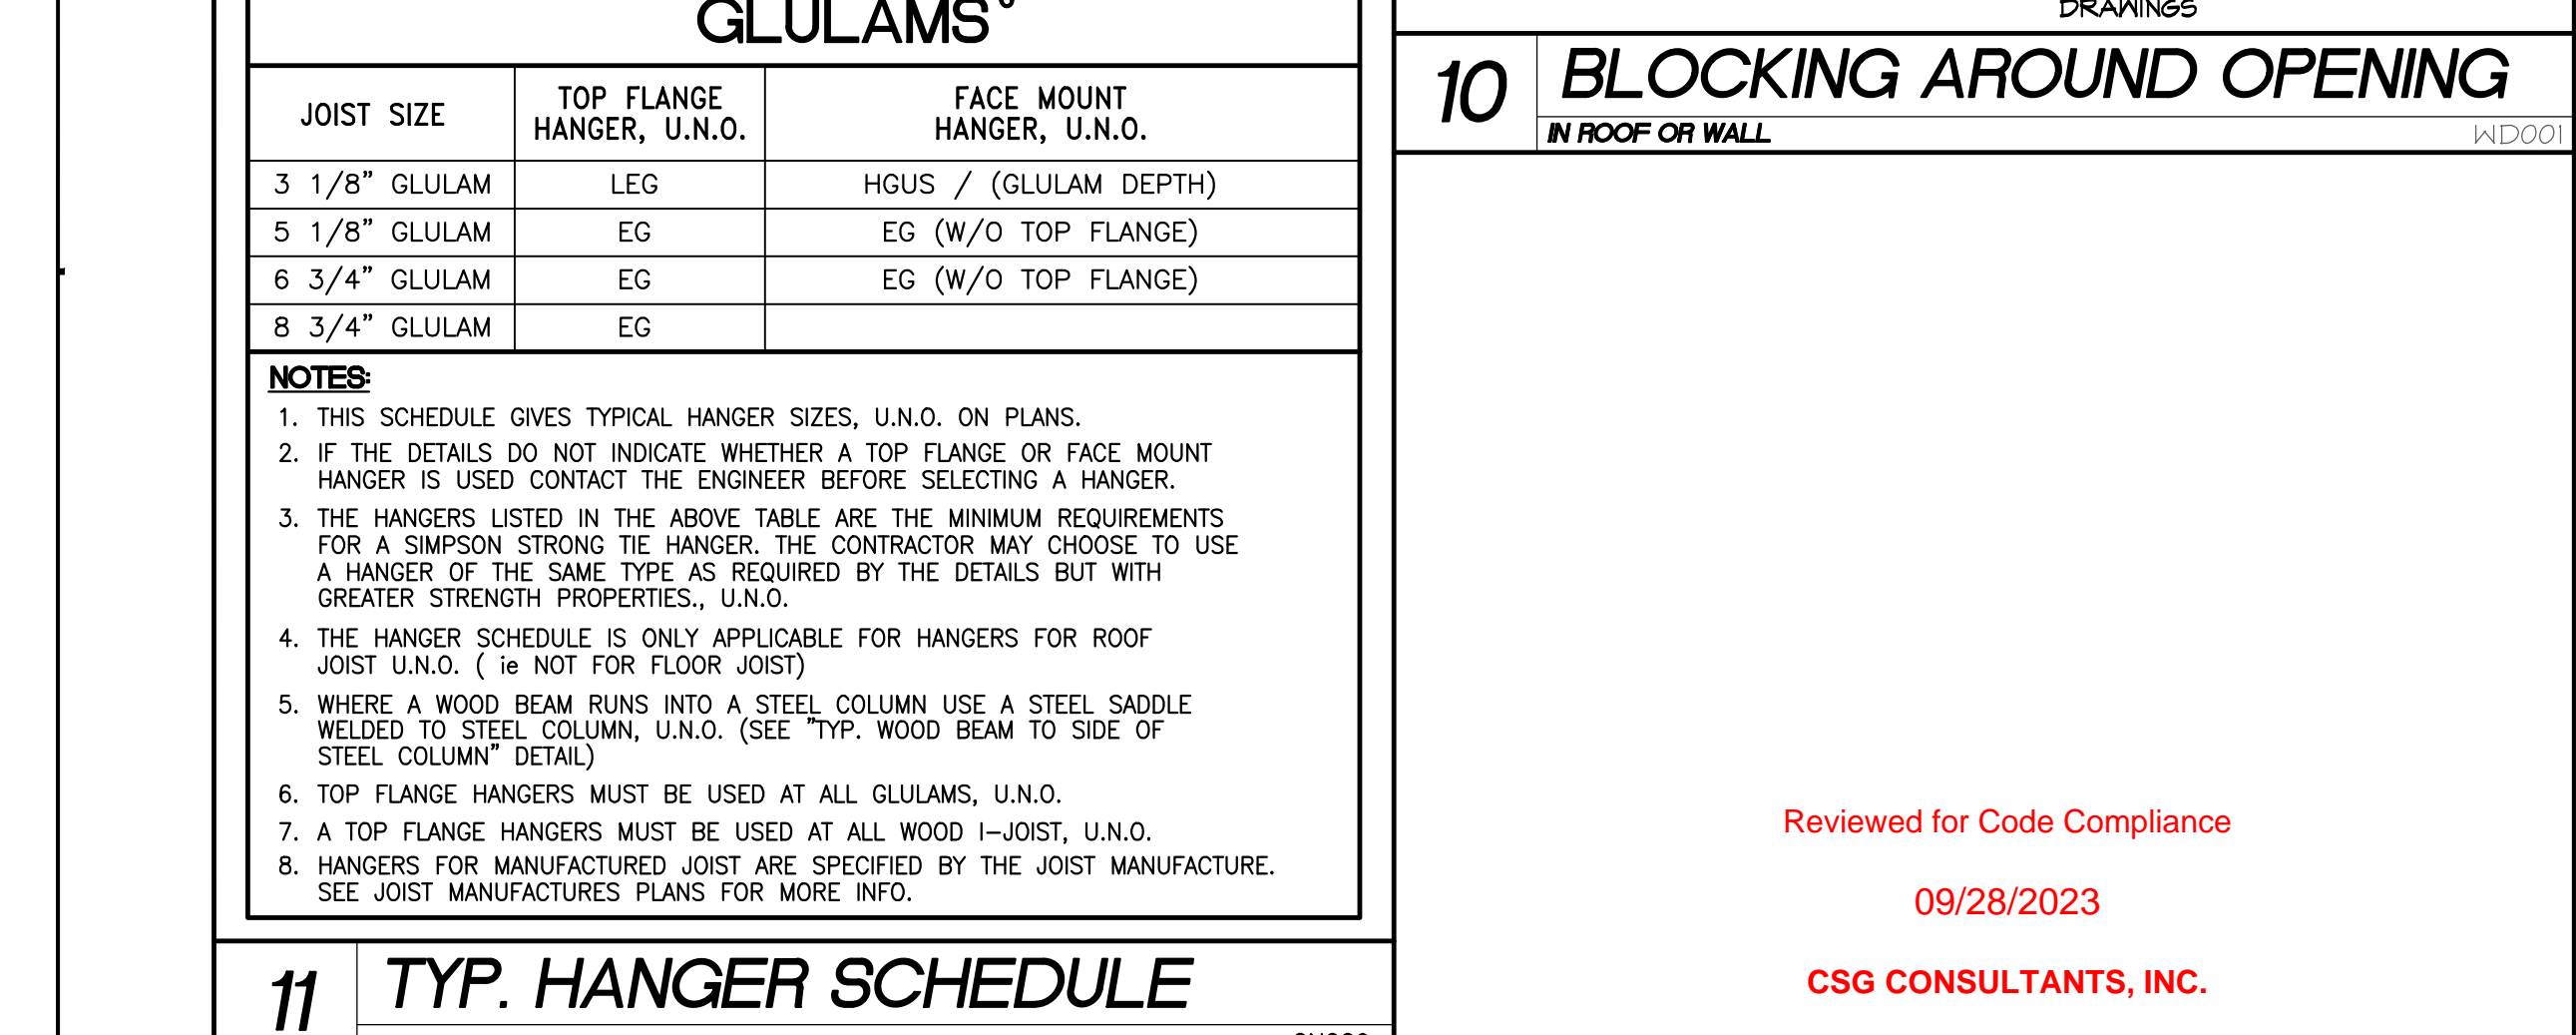 GLULAMS⁶
JOIST SIZE
TOP FLANGE
HANGER, U.N.O.
FACE MOUNT
HANGER, U.N.O.
3 1/8" GLULAM LEG HGUS / (GLULAM DEPTH)
5 1/8" GLULAM EG EG (W/O TOP FLANGE)
6 3/4" GLULAM EG EG (W/O TOP FLANGE)
8 3/4" GLULAM EG
NOTES:
1. THIS SCHEDULE GIVES TYPICAL HANGER SIZES, U.N.O. ON PLANS.
2. IF THE DETAILS DO NOT INDICATE WHETHER A TOP FLANGE OR FACE MOUNT
HANGER IS USED CONTACT THE ENGINEER BEFORE SELECTING A HANGER.
3. THE HANGERS LISTED IN THE ABOVE TABLE ARE THE MINIMUM REQUIREMENTS
FOR A SIMPSON STRONG TIE HANGER. THE CONTRACTOR MAY CHOOSE TO USE
A HANGER OF THE SAME TYPE AS REQUIRED BY THE DETAILS BUT WITH
GREATER STRENGTH PROPERTIES., U.N.O.
4. THE HANGER SCHEDULE IS ONLY APPLICABLE FOR HANGERS FOR ROOF
JOIST U.N.O. ( ie NOT FOR FLOOR JOIST)
5. WHERE A WOOD BEAM RUNS INTO A STEEL COLUMN USE A STEEL SADDLE
WELDED TO STEEL COLUMN, U.N.O. (SEE "TYP. WOOD BEAM TO SIDE OF
STEEL COLUMN" DETAIL)
6. TOP FLANGE HANGERS MUST BE USED AT ALL GLULAMS, U.N.O.
7. A TOP FLANGE HANGERS MUST BE USED AT ALL WOOD I-JOIST, U.N.O.
8. HANGERS FOR MANUFACTURED JOIST ARE SPECIFIED BY THE JOIST MANUFACTURE.
SEE JOIST MANUFACTURES PLANS FOR MORE INFO.
11 TYP. HANGER SCHEDULE
DRAWINGS
10 BLOCKING AROUND OPENING
IN ROOF OR WALL WD001
Reviewed for Code Compliance
09/28/2023
CSG CONSULTANTS, INC.